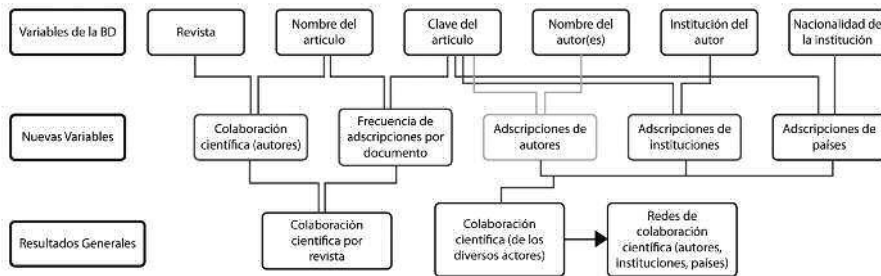 Variables de la BD
Revista
Nombre del
artículo
Clave del
artículo
Nombre del
autor(es)
Institución del
autor
Nacionalidad de
la institución
Nuevas Variables
Colaboración
científica (autores)
Frecuencia de
adscripciones por
documento
Adscripciones de
autores
Adscripciones de
instituciones
Adscripciones de
países
Resultados Generales
Colaboración
científica por
revista
Colaboración
científica (de los
diversos actores)
Redes de
colaboración
científica (autores,
instituciones, países)